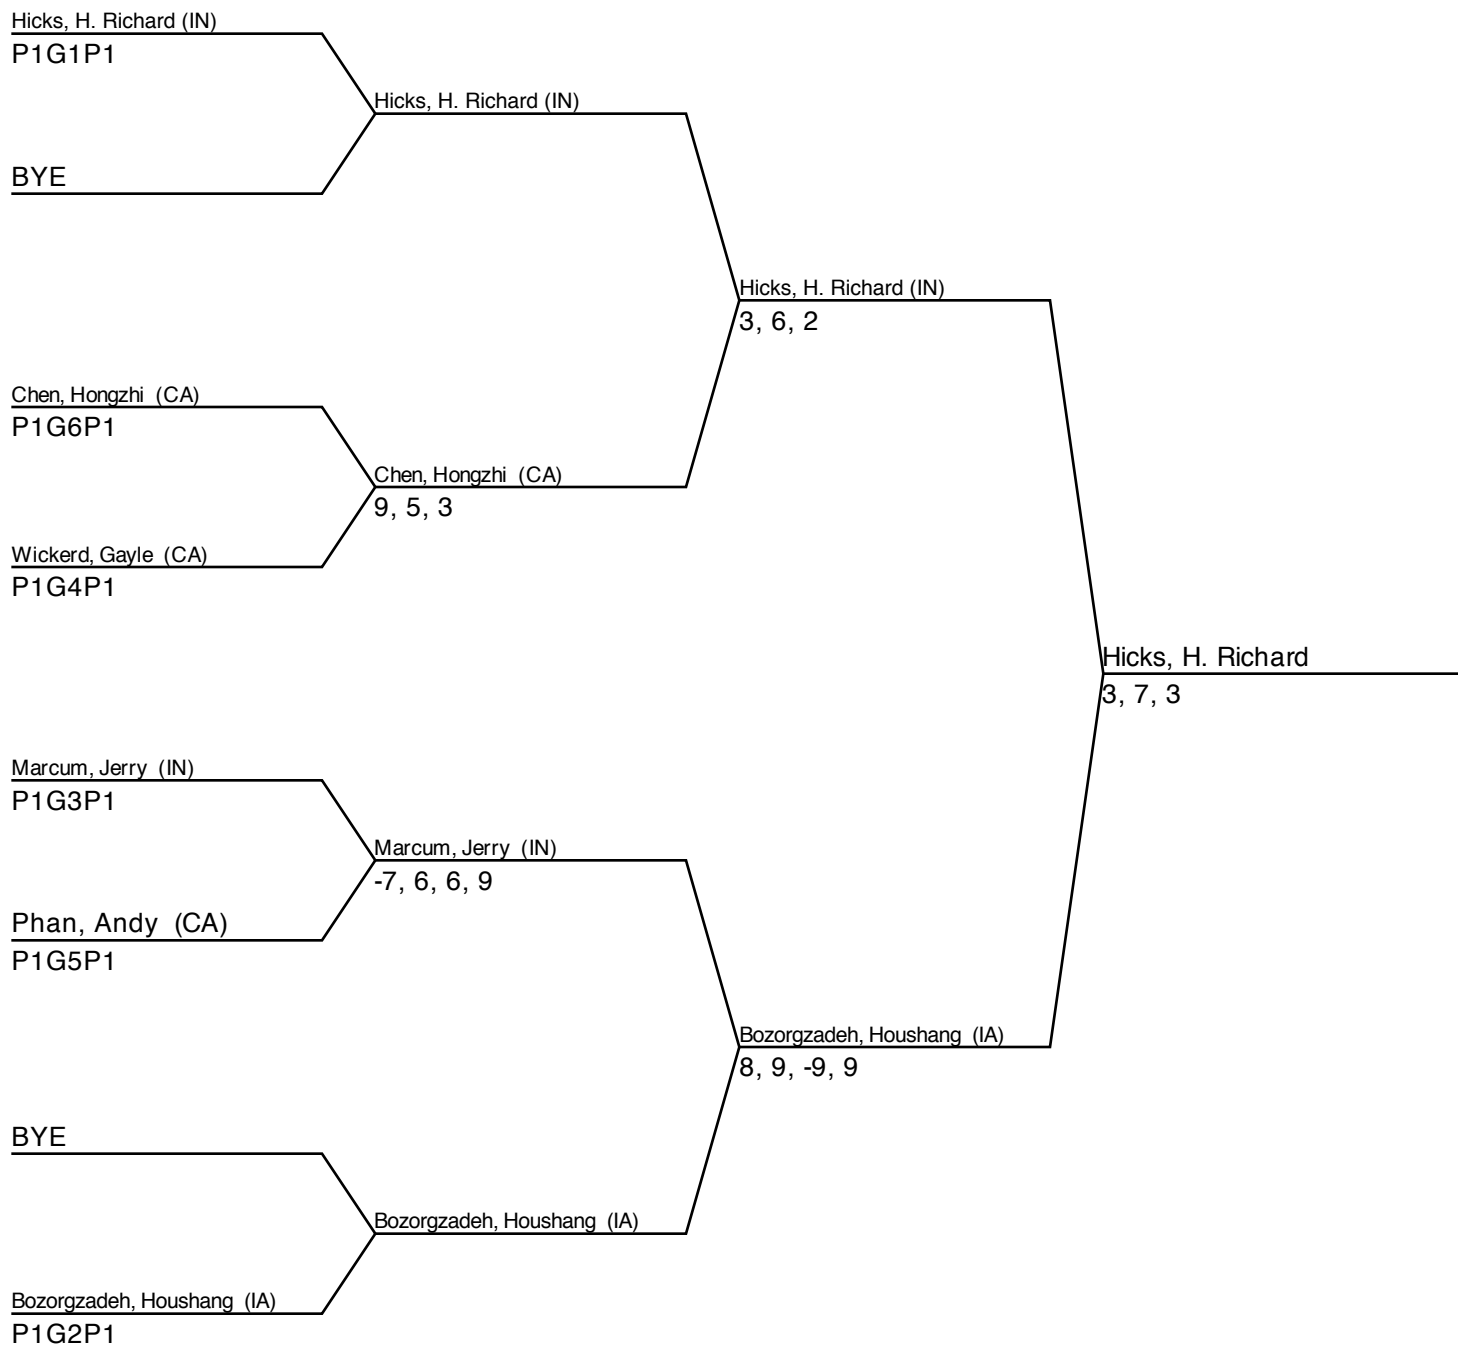 Hicks, H. Richard (IN)
P1G1P1
Hicks, H. Richard (IN)
BYE
Hicks, H. Richard (IN)
3, 6, 2
Chen, Hongzhi (CA)
P1G6P1
Chen, Hongzhi (CA)
9, 5, 3
Wickerd, Gayle (CA)
P1G4P1
Hicks, H. Richard
3, 7, 3
Marcum, Jerry (IN)
P1G3P1
Marcum, Jerry (IN)
-7, 6, 6, 9
Phan, Andy (CA)
P1G5P1
Bozorgzadeh, Houshang (IA)
8, 9, -9, 9
BYE
Bozorgzadeh, Houshang (IA)
Bozorgzadeh, Houshang (IA)
P1G2P1